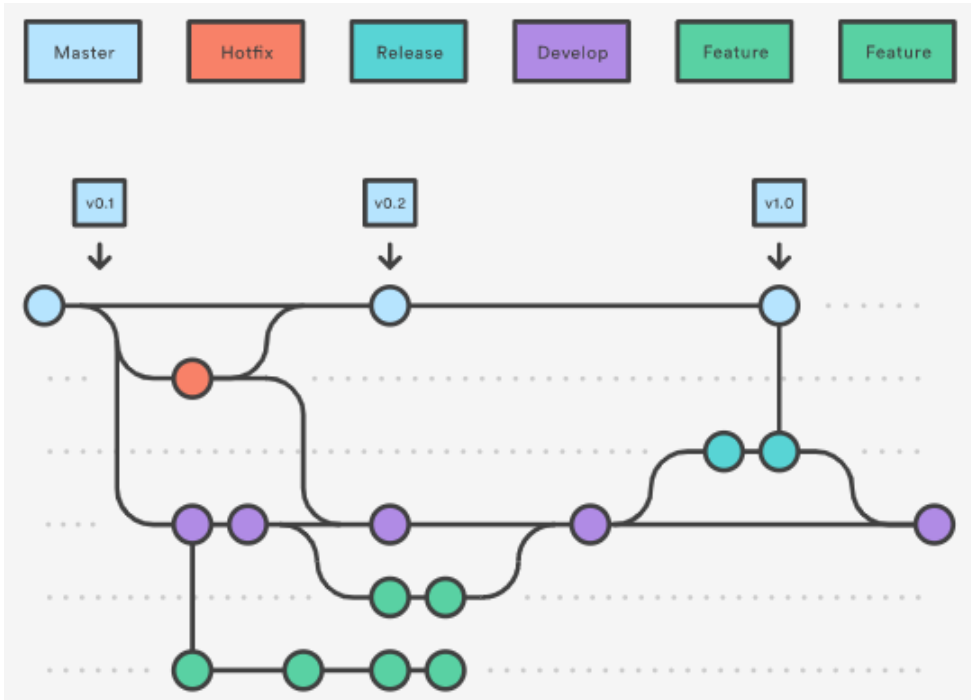 Master
Hotfix
Release
Develop
Feature
Feature
v0.1
v0.2
v1.0